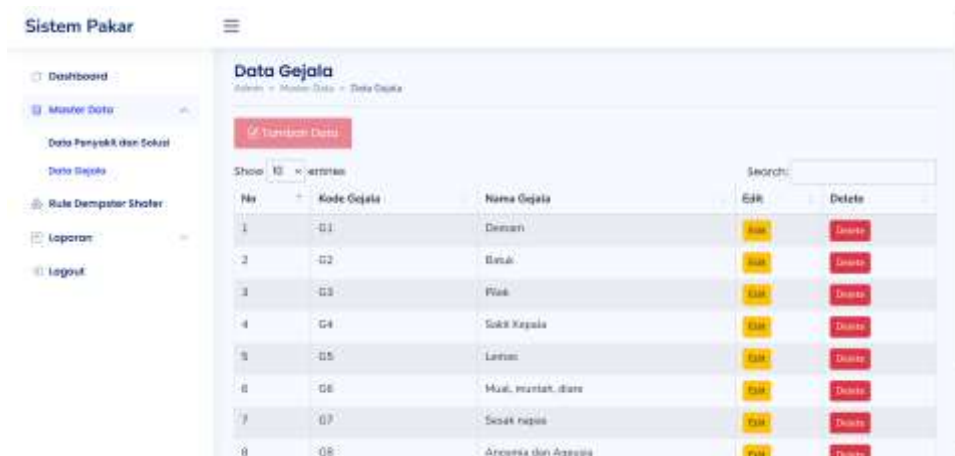 Sistem Pakar
Data Gejala
Dashboard
Admin > Master Data > Data Gejala
Master Data
Tambah Data
Data Penyakit dan Solusi
Data Gejala
Show 10 entries Search:
Rule Dempster Shafer
No Kode Gejala Nama Gejala Edit Delete
Laporan
1 G1 Demam Edit Delete
Logout
2 G2 Batuk Edit Delete
3 G3 Pilek Edit Delete
4 G4 Sakit Kepala Edit Delete
5 G5 Lemas Edit Delete
6 G6 Mual, muntah, diare Edit Delete
7 G7 Sesak napas Edit Delete
8 G8 Anosmia dan Ageusia Edit Delete